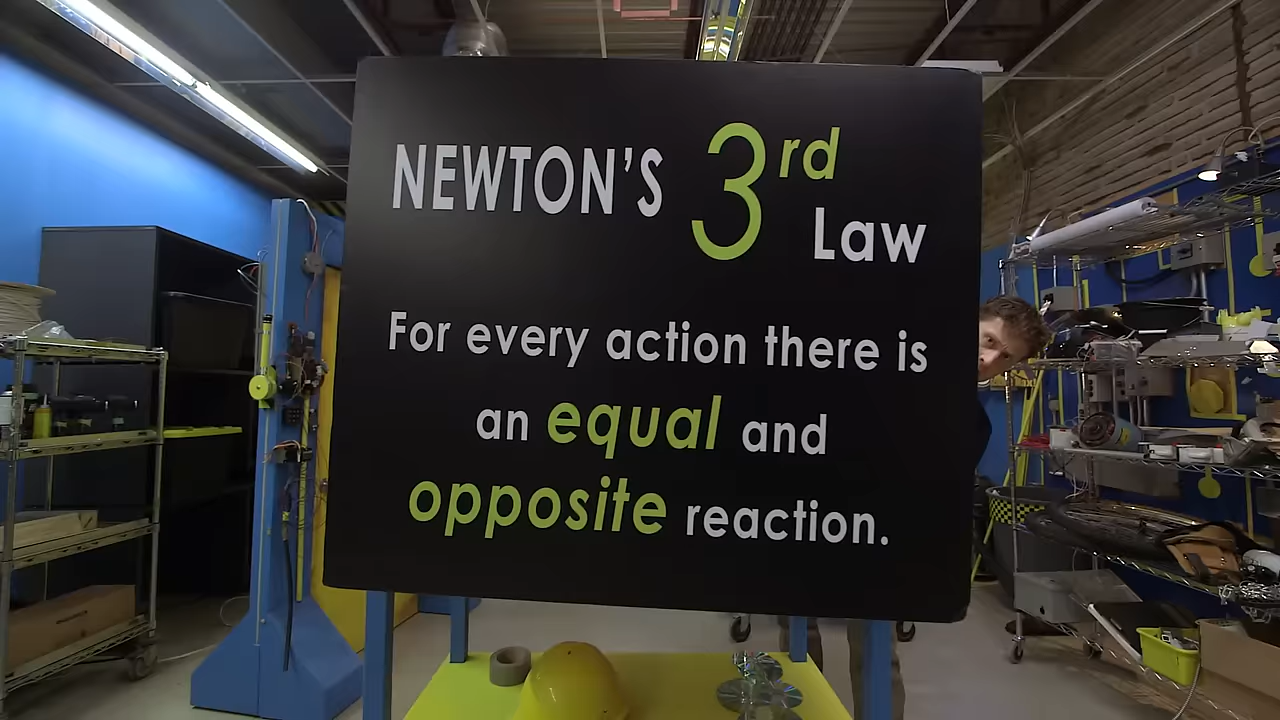 NEWTON'S 3rd Law
For every action there is
an equal and
opposite reaction.